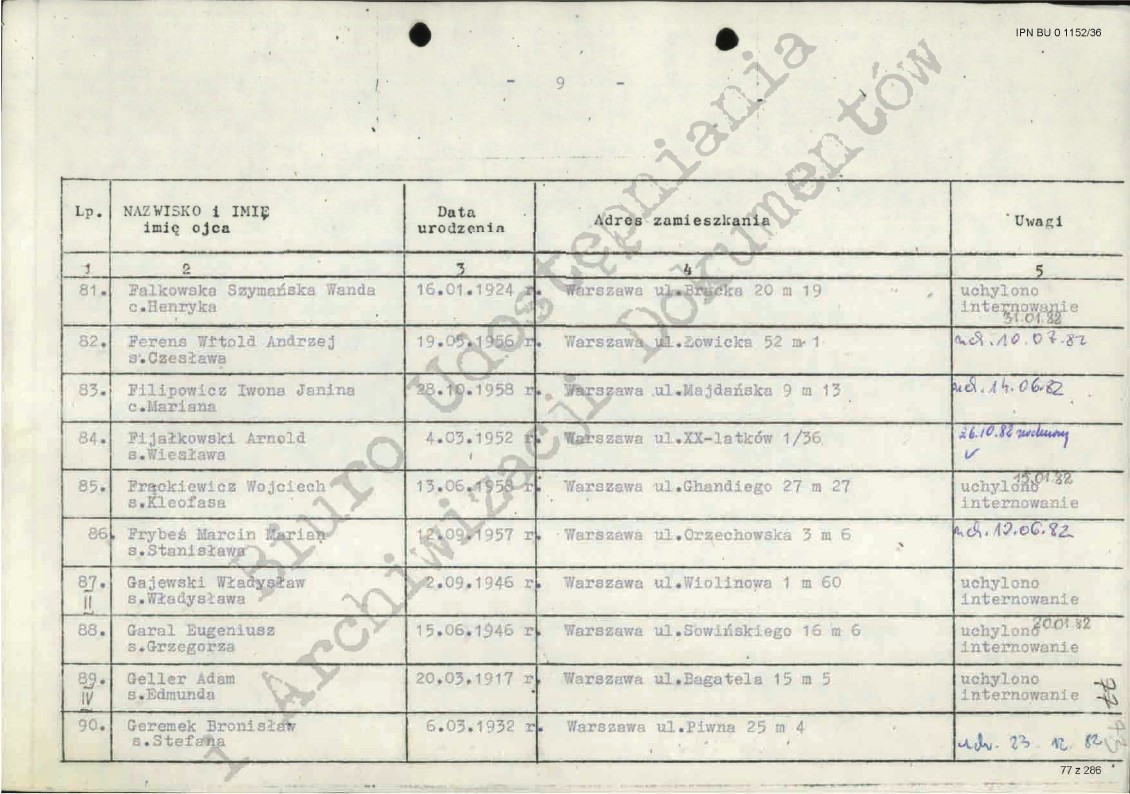 IPN BU 0 1152/36
- 9 -
Lp. NAZWISKO i IMIĘ imię ojca Data urodzenia Adres zamieszkania Uwagi
1 2 3 4 5
81. Falkowska Szymańska Wanda 16.01.1924 r. Warszawa ul.Bracka 20 m 19 uchylono
c.Henryka internowanie
31.01.82
82. Ferens Witold Andrzej 19.05.1956 r. Warszawa ul.Łowicka 52 m 1 uch. 10.07.82
s.Czesława
83. Filipowicz Iwona Janina 28.10.1958 r. Warszawa ul.Majdańska 9 m 13 uch. 14.06.82
c.Mariana
84. Fijałkowski Arnold 4.03.1952 r. Warszawa ul.XX-latków 1/36 26.10.82
s.Wiesława
85. Frąckiewicz Wojciech 13.06.1958 r. Warszawa ul.Ghandiego 27 m 27 uchylono 15.01.82
s.Kleofasa internowanie
86. Frybeś Marcin Marian 12.09.1957 r. Warszawa ul.Orzechowska 3 m 6 uch. 17.06.82
s.Stanisława
87. Gajewski Władysław 2.09.1946 r. Warszawa ul.Wiolinowa 1 m 60 uchylono
II s.Władysława internowanie
88. Garal Eugeniusz 15.06.1946 r. Warszawa ul.Sowińskiego 16 m 6 uchylono 20.01.82
s.Grzegorza internowanie
89. Geller Adam 20.03.1917 r. Warszawa ul.Bagatela 15 m 5 uchylono
IV s.Edmunda internowanie
90. Geremek Bronisław 6.03.1932 r. Warszawa ul.Piwna 25 m 4
s.Stefana uch. 23 12 82
77
93
77 z 286
Biuro Udostępniania
i Archiwizacji Dokumentów